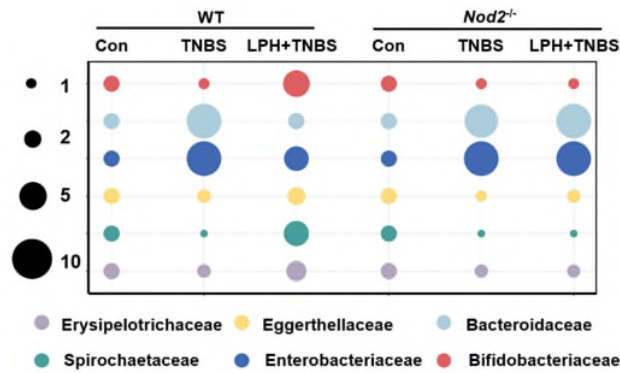 WT Nod2-/-
Con TNBS LPH+TNBS Con TNBS LPH+TNBS
1
2
5
10
Erysipelotrichaceae Eggerthellaceae Bacteroidaceae
Spirochaetaceae Enterobacteriaceae Bifidobacteriaceae